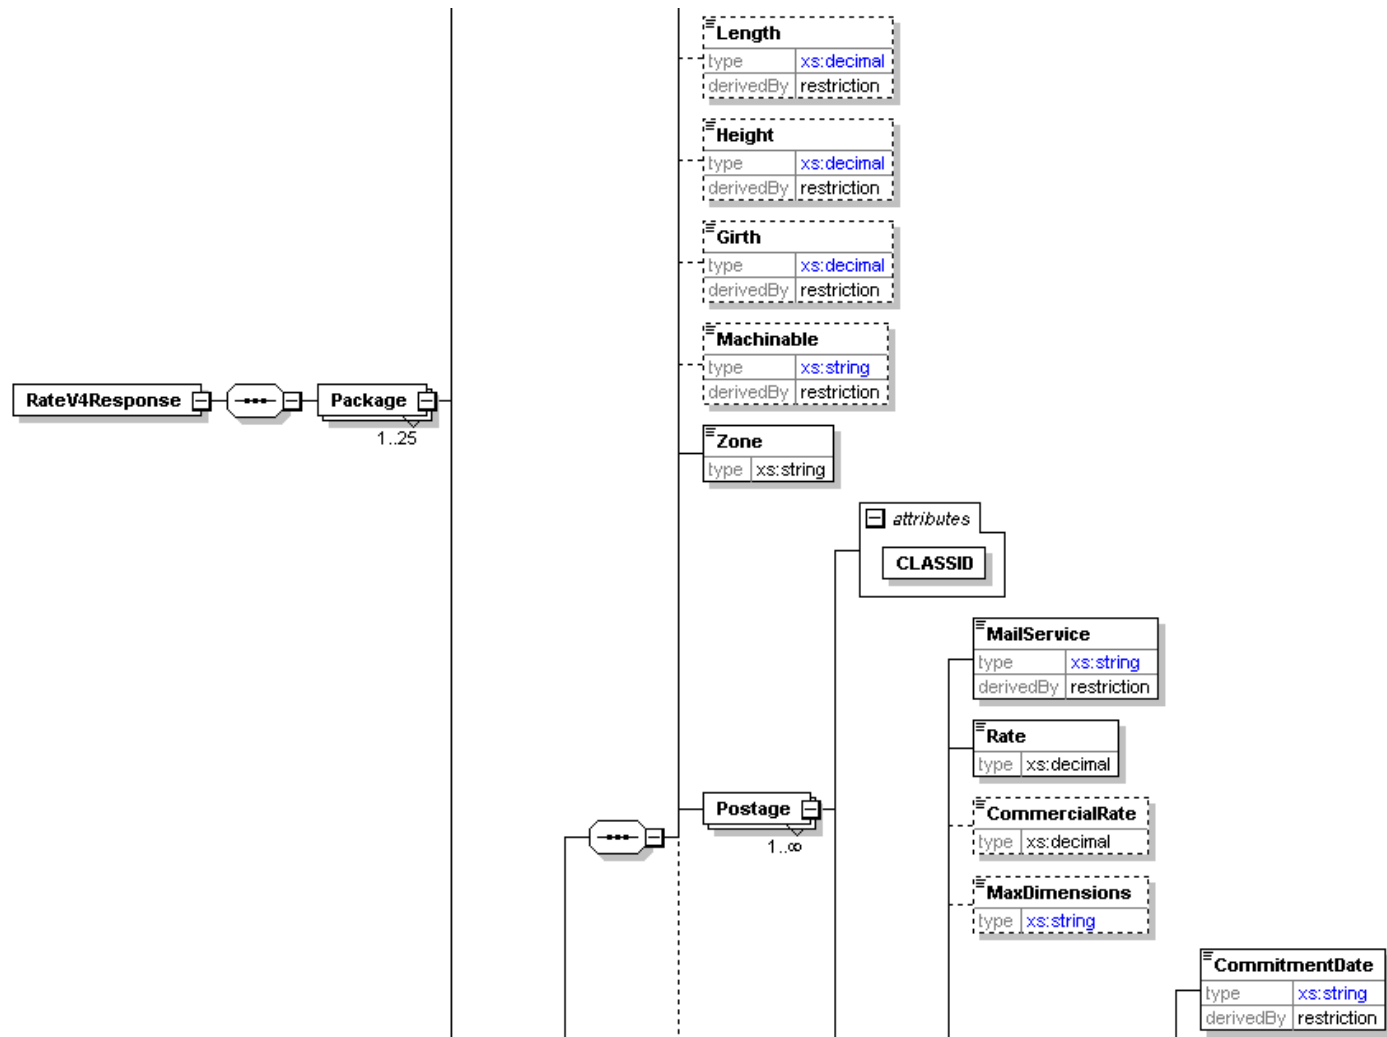 Length
type xs:decimal
derivedBy restriction
Height
type xs:decimal
derivedBy restriction
Girth
type xs:decimal
derivedBy restriction
Machinable
type xs:string
derivedBy restriction
RateV4Response
Package
1..25
Zone
type xs:string
attributes
CLASSID
MailService
type xs:string
derivedBy restriction
Rate
type xs:decimal
Postage
1..∞
CommercialRate
type xs:decimal
MaxDimensions
type xs:string
CommitmentDate
type xs:string
derivedBy restriction